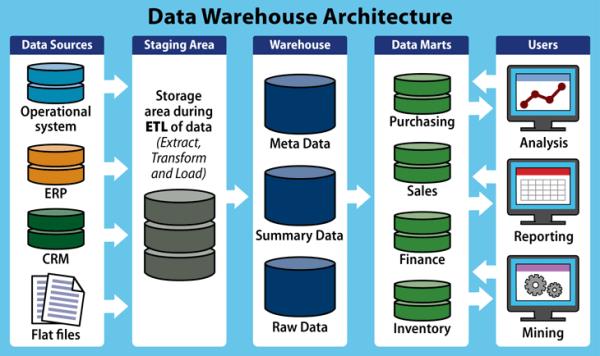 Data Warehouse Architecture
Data Sources
Operational
system
ERP
CRM
Flat files
Staging Area
Storage
area during
ETL of data
(Extract,
Transform
and Load)
Warehouse
Meta Data
Summary Data
Raw Data
Data Marts
Purchasing
Sales
Finance
Inventory
Users
Analysis
Reporting
Mining